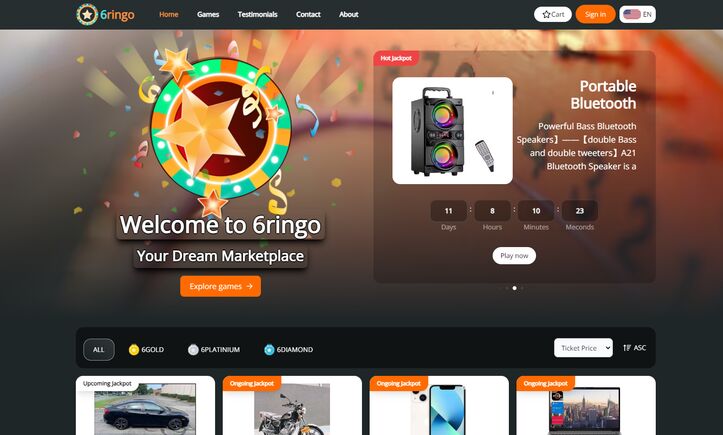 6ringo
Home Games Testimonials Contact About
Cart Sign in EN
Hot Jackpot
Portable
Bluetooth
Powerful Bass Bluetooth
Speakers】——【double Bass
and double tweeters】A21
Bluetooth Speaker is a
11 : 8 : 10 : 23
Days Hours Minutes Meconds
Play now
Welcome to 6ringo
Your Dream Marketplace
Explore games →
ALL 6GOLD 6PLATINIUM 6DIAMOND
Ticket Price ASC
Upcoming Jackpot Ongoing Jackpot Ongoing Jackpot Ongoing Jackpot